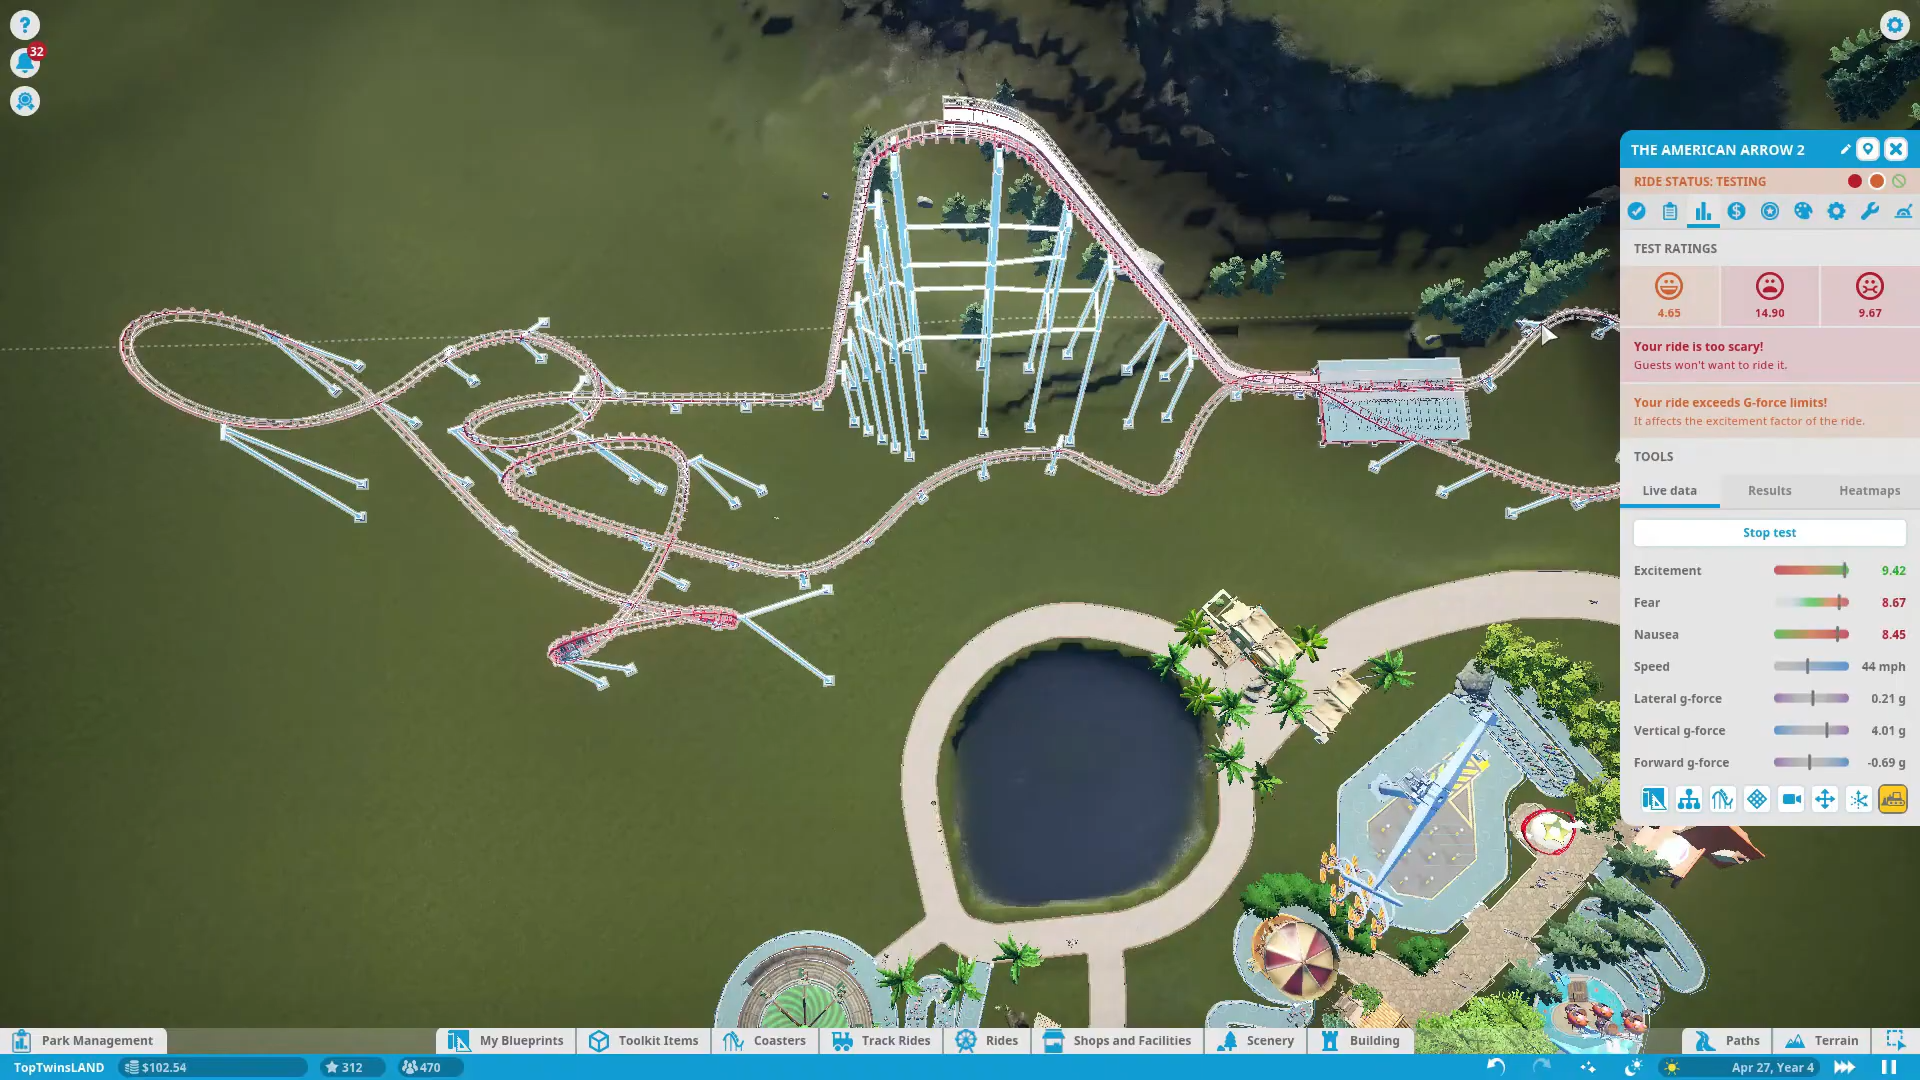 ?
32
THE AMERICAN ARROW 2
RIDE STATUS: TESTING
TEST RATINGS
4.65 14.90 9.67
Your ride is too scary!
Guests won't want to ride it.
Your ride exceeds G-force limits!
It affects the excitement factor of the ride.
TOOLS
Live data Results Heatmaps
Stop test
Excitement 9.42
Fear 8.67
Nausea 8.45
Speed 44 mph
Lateral g-force 0.21 g
Vertical g-force 4.01 g
Forward g-force -0.69 g
Park Management My Blueprints Toolkit Items Coasters Track Rides Rides Shops and Facilities Scenery Building Paths Terrain
TopTwinsLAND $102.54 312 470 Apr 27, Year 4